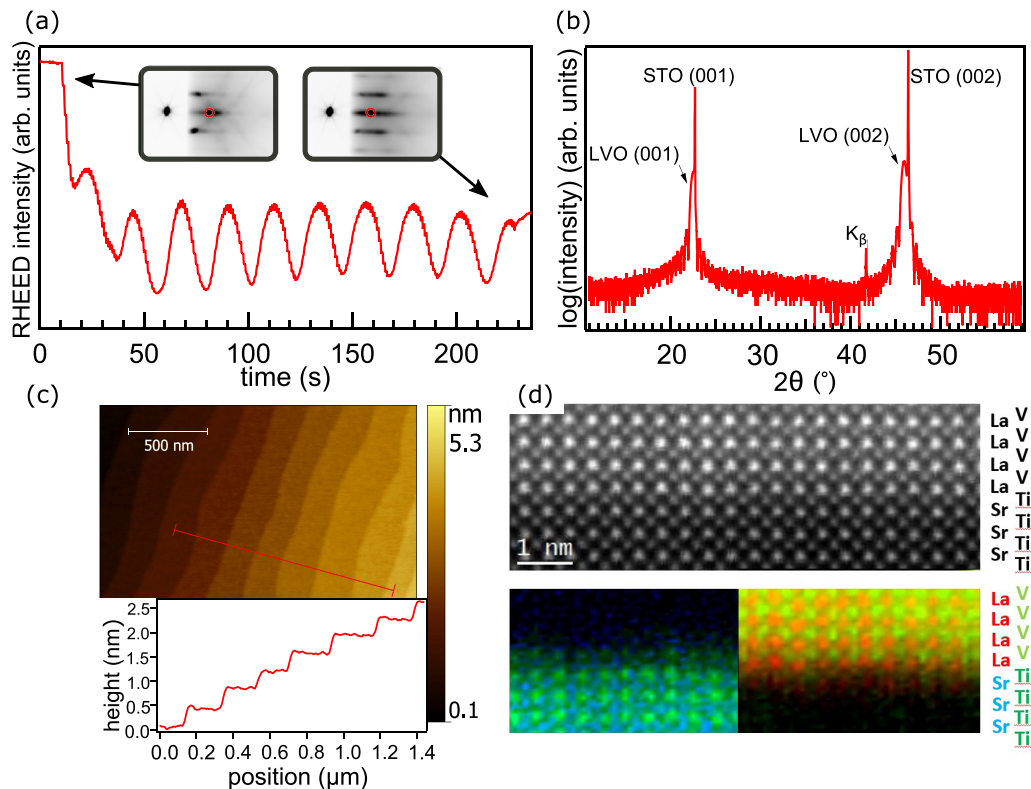 (a)
RHEED intensity (arb. units)
0 50 100 150 200
time (s)
(b)
log(intensity) (arb. units)
STO (001)
STO (002)
LVO (001)
LVO (002)
Kβ
20 30 40 50
2θ (°)
(c)
500 nm
nm
5.3
0.1
height (nm)
2.5
2.0
1.5
1.0
0.5
0.0
0.0 0.2 0.4 0.6 0.8 1.0 1.2 1.4
position (µm)
(d)
1 nm
V
La
V
La
V
La
V
La
Ti
Sr
Ti
Sr
Ti
Sr
Ti
V
La
V
La
V
La
V
La
Ti
Sr
Ti
Sr
Ti
Sr
Ti